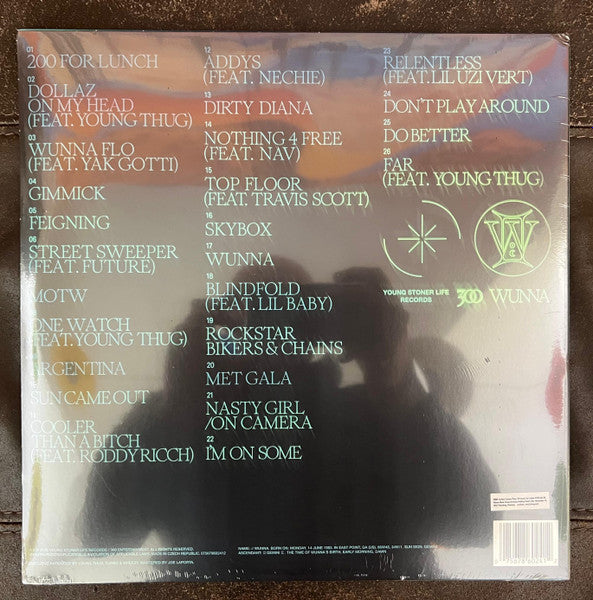 01
200 FOR LUNCH
02
DOLLAZ
ON MY HEAD
(FEAT. YOUNG THUG)
03
WUNNA FLO
(FEAT. YAK GOTTI)
04
GIMMICK
05
FEIGNING
06
STREET SWEEPER
(FEAT. FUTURE)
MOTW
ONE WATCH
(FEAT. YOUNG THUG)
ARGENTINA
SUN CAME OUT
COOLER
THAN A BITCH
(FEAT. RODDY RICCH)
12
ADDYS
(FEAT. NECHIE)
13
DIRTY DIANA
14
NOTHING 4 FREE
(FEAT. NAV)
15
TOP FLOOR
(FEAT. TRAVIS SCOTT)
16
SKYBOX
17
WUNNA
18
BLINDFOLD
(FEAT. LIL BABY)
19
ROCKSTAR
BIKERS & CHAINS
20
MET GALA
21
NASTY GIRL
/ON CAMERA
22
I'M ON SOME
23
RELENTLESS
(FEAT. LIL UZI VERT)
24
DON'T PLAY AROUND
25
DO BETTER
26
FAR
(FEAT. YOUNG THUG)
YOUNG STONER LIFE
RECORDS
300
WUNNA